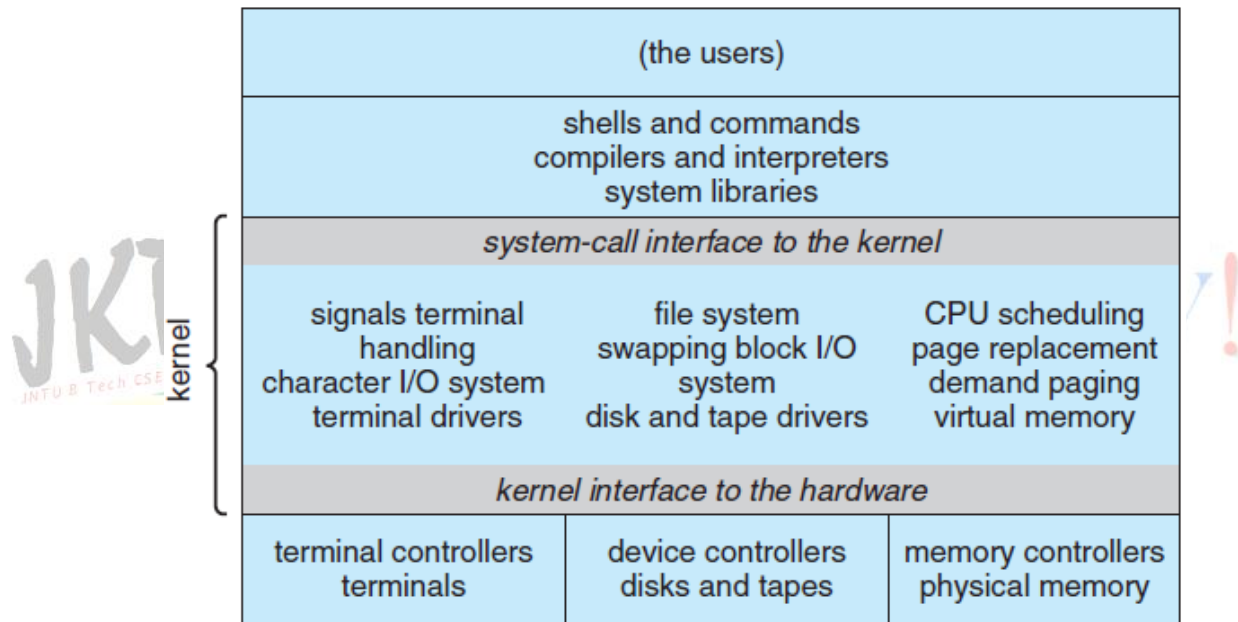 (the users)
shells and commands
compilers and interpreters
system libraries
kernel
system-call interface to the kernel
signals terminal
handling
character I/O system
terminal drivers
file system
swapping block I/O
system
disk and tape drivers
CPU scheduling
page replacement
demand paging
virtual memory
kernel interface to the hardware
terminal controllers
terminals
device controllers
disks and tapes
memory controllers
physical memory
JK
JNTU B Tech CSE
!